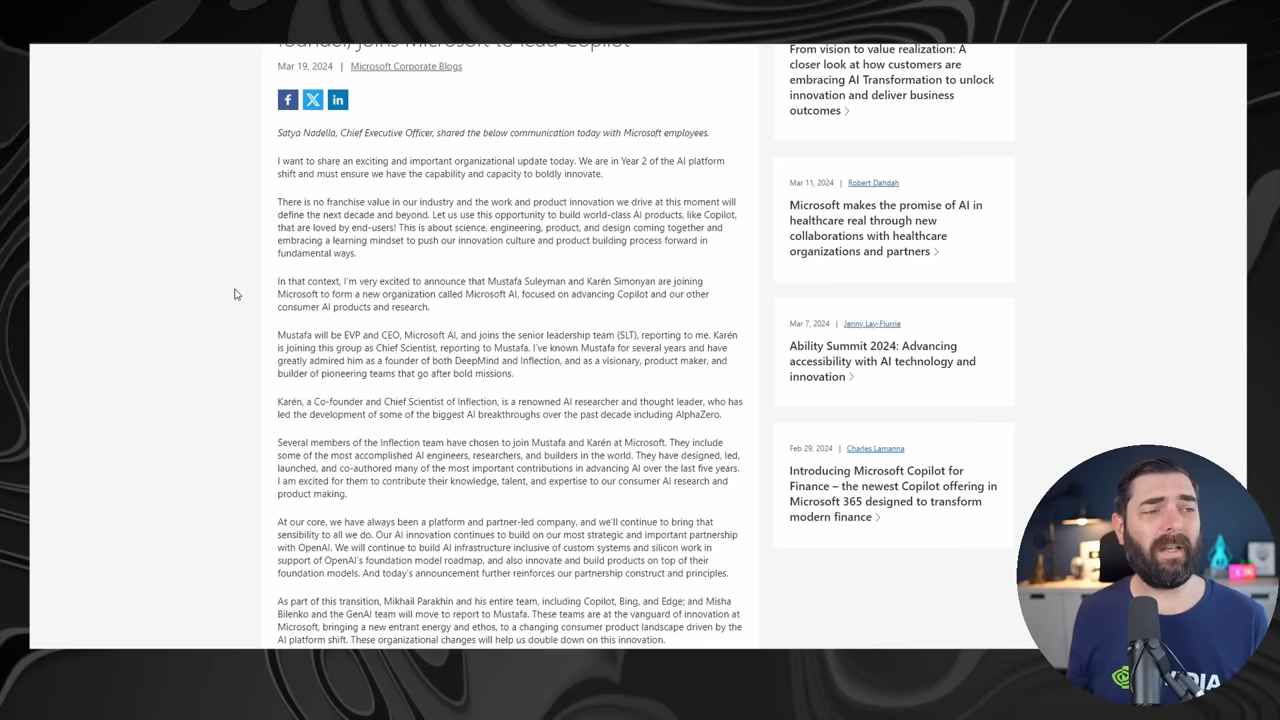 founder, joins Microsoft to lead Copilot
Mar 19, 2024 | Microsoft Corporate Blogs
f X in
Satya Nadella, Chief Executive Officer, shared the below communication today with Microsoft employees.
I want to share an exciting and important organizational update today. We are in Year 2 of the AI platform
shift and must ensure we have the capability and capacity to boldly innovate.
There is no franchise value in our industry and the work and product innovation we drive at this moment will
define the next decade and beyond. Let us use this opportunity to build world-class AI products, like Copilot,
that are loved by end-users! This is about science, engineering, product, and design coming together and
embracing a learning mindset to push our innovation culture and product building process forward in
fundamental ways.
In that context, I'm very excited to announce that Mustafa Suleyman and Karén Simonyan are joining
Microsoft to form a new organization called Microsoft AI, focused on advancing Copilot and our other
consumer AI products and research.
Mustafa will be EVP and CEO, Microsoft AI, and joins the senior leadership team (SLT), reporting to me. Karén
is joining this group as Chief Scientist, reporting to Mustafa. I've known Mustafa for several years and have
greatly admired him as a founder of both DeepMind and Inflection, and as a visionary, product maker, and
builder of pioneering teams that go after bold missions.
Karén, a Co-founder and Chief Scientist of Inflection, is a renowned AI researcher and thought leader, who has
led the development of some of the biggest AI breakthroughs over the past decade including AlphaZero.
Several members of the Inflection team have chosen to join Mustafa and Karén at Microsoft. They include
some of the most accomplished AI engineers, researchers, and builders in the world. They have designed, led,
launched, and co-authored many of the most important contributions in advancing AI over the last five years.
I am excited for them to contribute their knowledge, talent, and expertise to our consumer AI research and
product making.
At our core, we have always been a platform and partner-led company, and we'll continue to bring that
sensibility to all we do. Our AI innovation continues to build on our most strategic and important partnership
with OpenAI. We will continue to build AI infrastructure inclusive of custom systems and silicon work in
support of OpenAI's foundation model roadmap, and also innovate and build products on top of their
foundation models. And today's announcement further reinforces our partnership construct and principles.
As part of this transition, Mikhail Parakhin and his entire team, including Copilot, Bing, and Edge; and Misha
Bilenko and the GenAI team will move to report to Mustafa. These teams are at the vanguard of innovation at
Microsoft, bringing a new entrant energy and ethos, to a changing consumer product landscape driven by the
AI platform shift. These organizational changes will help us double down on this innovation.
From vision to value realization: A
closer look at how customers are
embracing AI Transformation to unlock
innovation and deliver business
outcomes >
Mar 11, 2024 | Robert Dahdah
Microsoft makes the promise of AI in
healthcare real through new
collaborations with healthcare
organizations and partners >
Mar 7, 2024 | Jenny Lay-Flurrie
Ability Summit 2024: Advancing
accessibility with AI technology and
innovation >
Feb 29, 2024 | Charles Lamanna
Introducing Microsoft Copilot for
Finance – the newest Copilot offering in
Microsoft 365 designed to transform
modern finance >